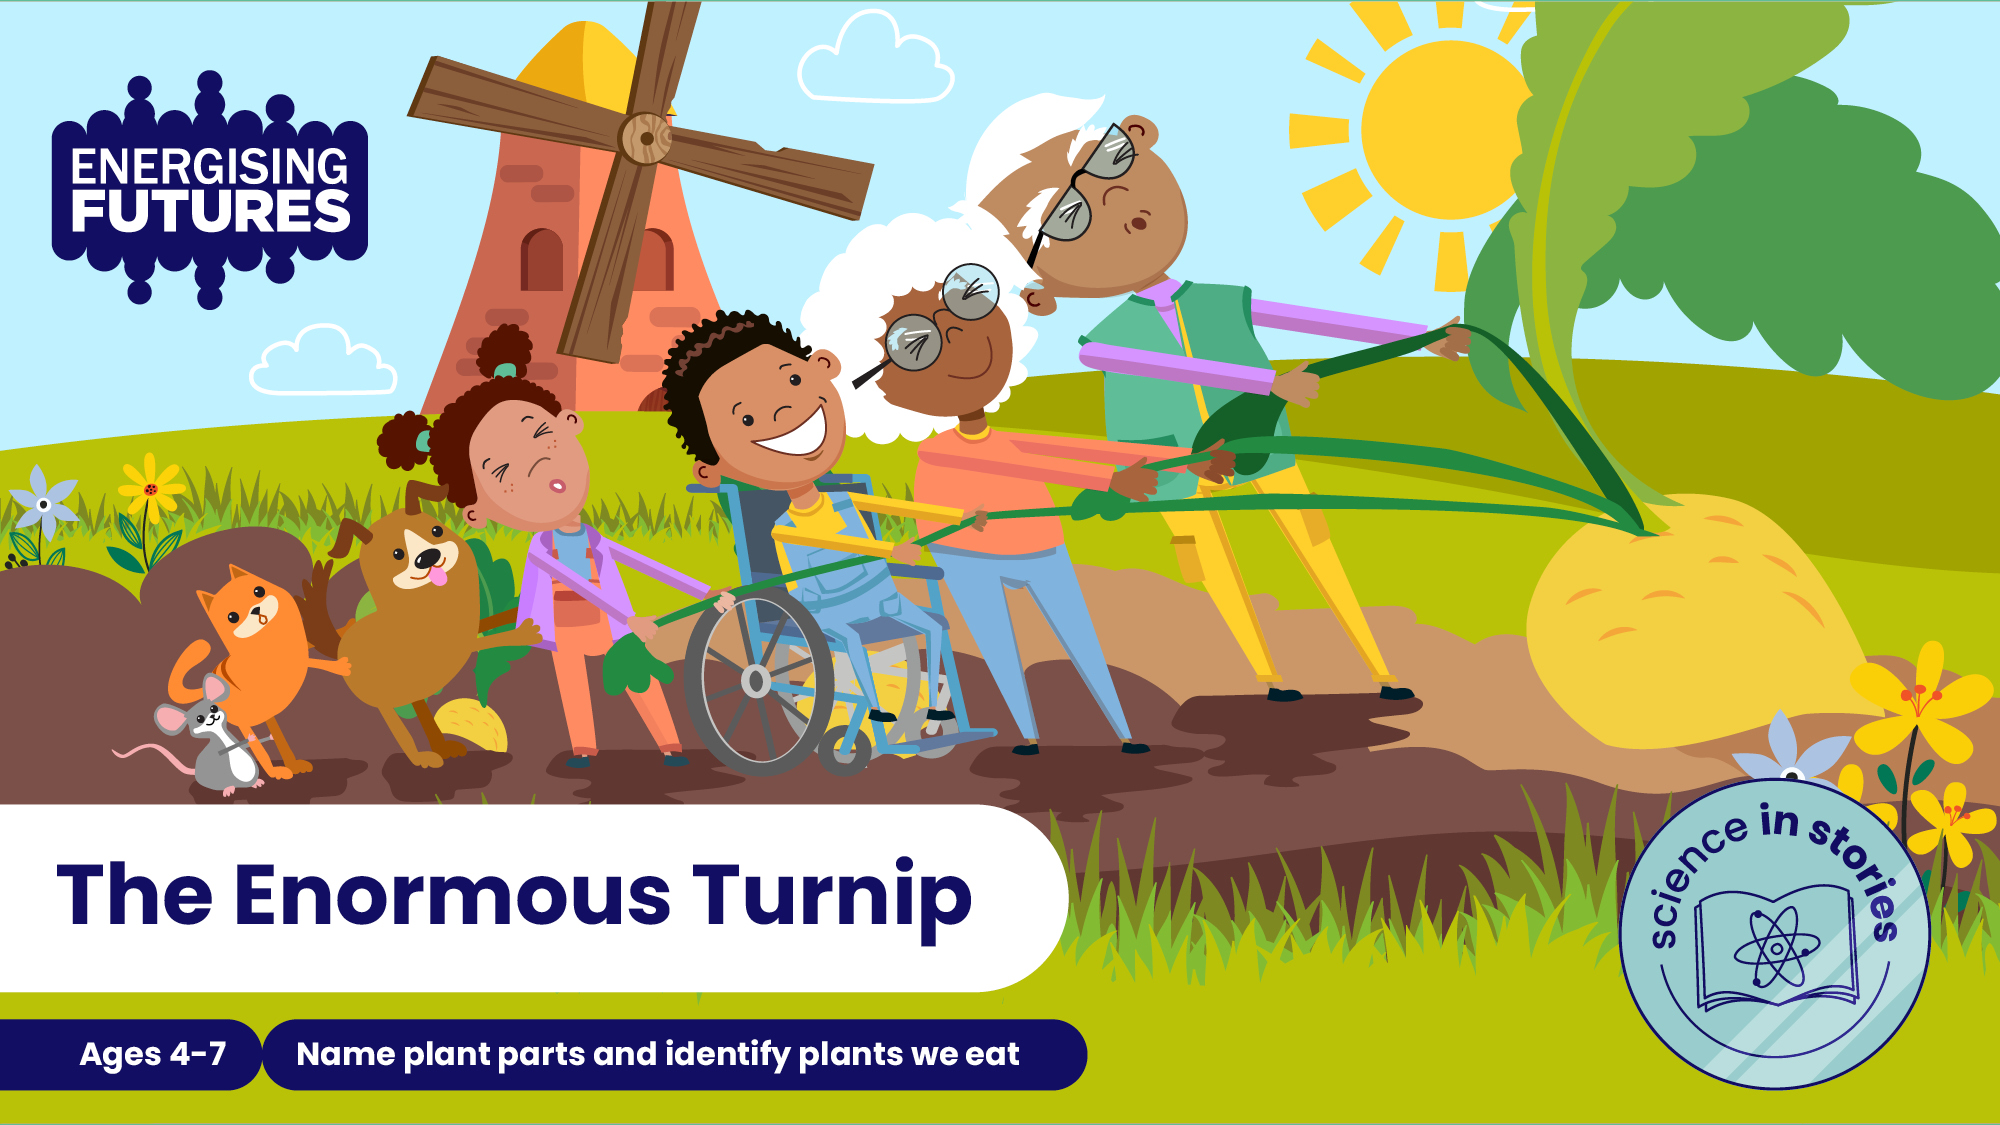 ENERGISING
FUTURES
The Enormous Turnip
Ages 4-7
Name plant parts and identify plants we eat
science in stories